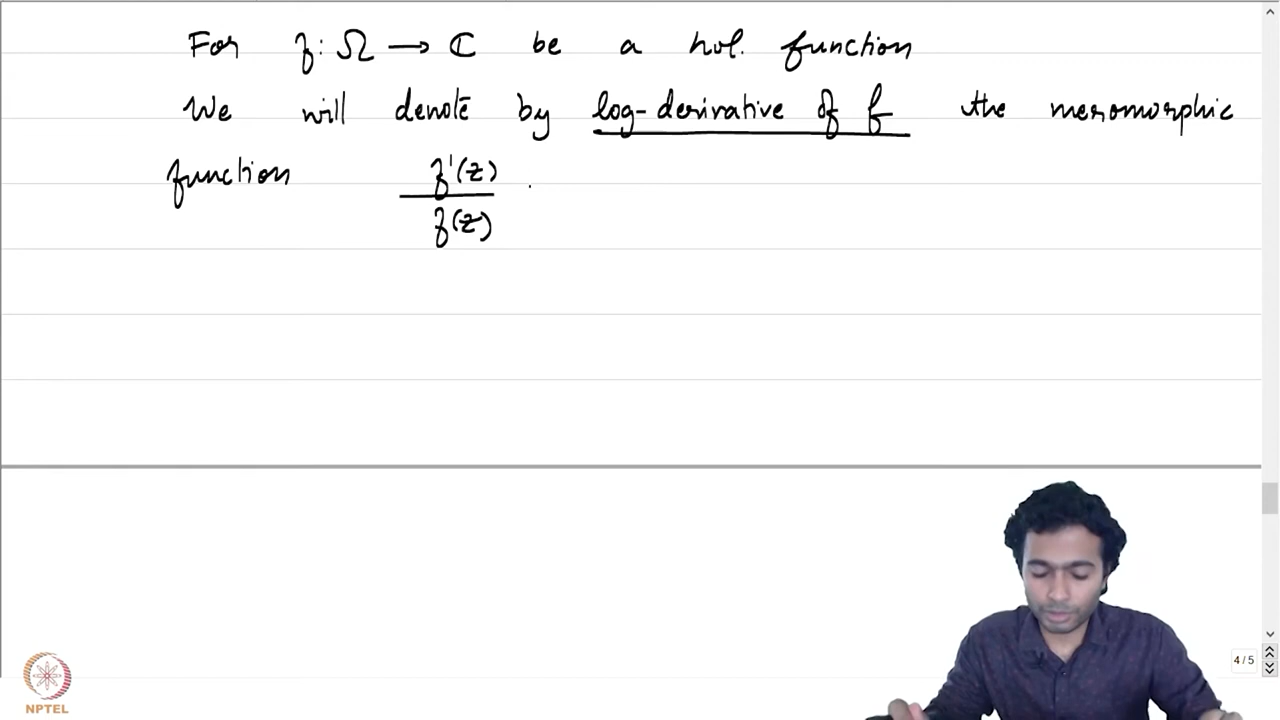 For f: Ω → ℂ be a hol. function
We will denote by log-derivative of f the meromorphic
function f'(z) / f(z) .
4 / 5
NPTEL